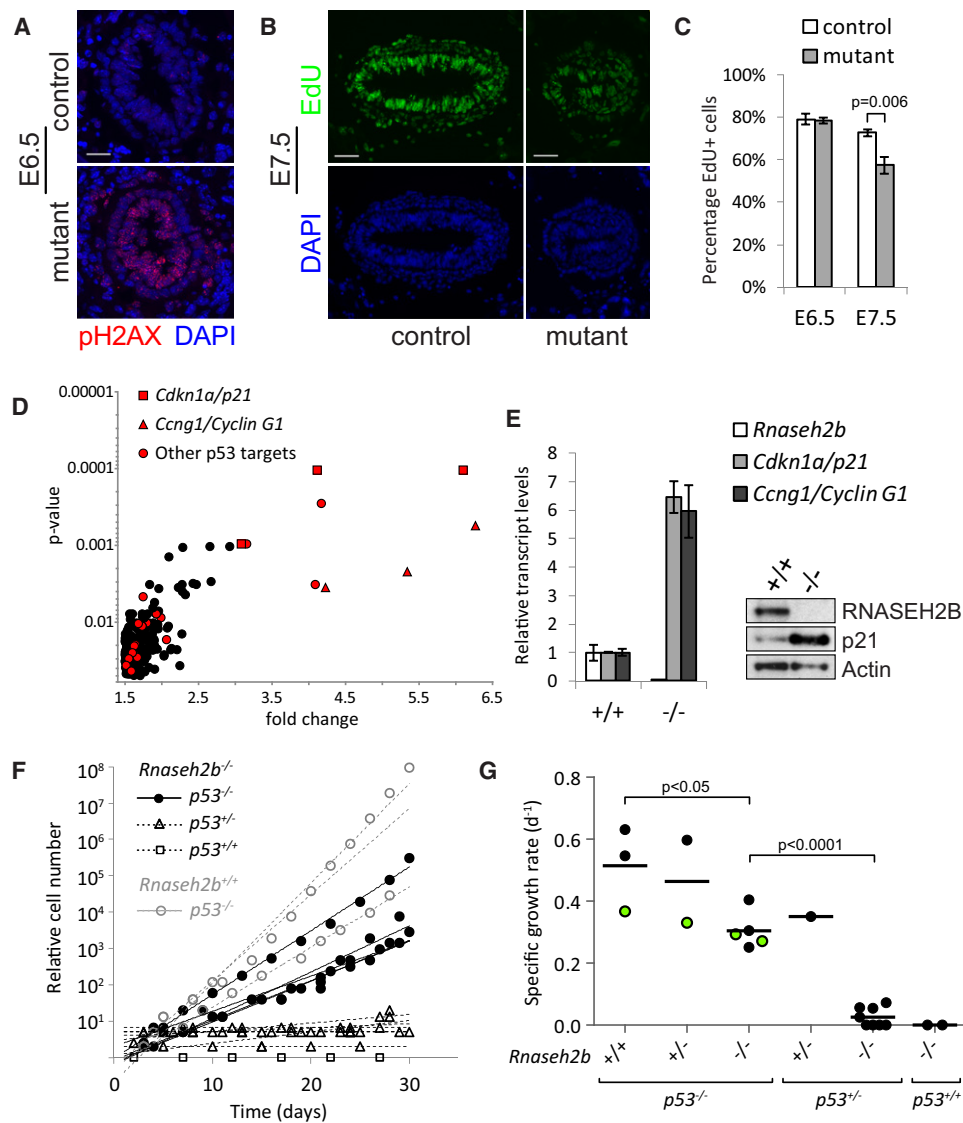 A
E6.5
control
mutant
pH2AX DAPI
B
E7.5
EdU
DAPI
control mutant
C
control
mutant
100%
80%
60%
40%
20%
0%
Percentage EdU+ cells
p=0.006
E6.5 E7.5
D
Cdkn1a/p21
Ccng1/Cyclin G1
Other p53 targets
0.00001
0.0001
0.001
0.01
p-value
1.5 2.5 3.5 4.5 5.5 6.5
fold change
E
Rnaseh2b
Cdkn1a/p21
Ccng1/Cyclin G1
8
7
6
5
4
3
2
1
0
Relative transcript levels
+/+ -/-
+/+ -/-
RNASEH2B
p21
Actin
F
Rnaseh2b-/-
p53-/-
p53+/-
p53+/+
Rnaseh2b+/+
p53-/-
10^8
10^7
10^6
10^5
10^4
10^3
10^2
10^1
Relative cell number
0 10 20 30
Time (days)
G
p<0.05
p<0.0001
0.8
0.6
0.4
0.2
0.0
Specific growth rate (d-1)
Rnaseh2b +/+ +/- -/- +/- -/- -/-
p53-/- p53+/- p53+/+